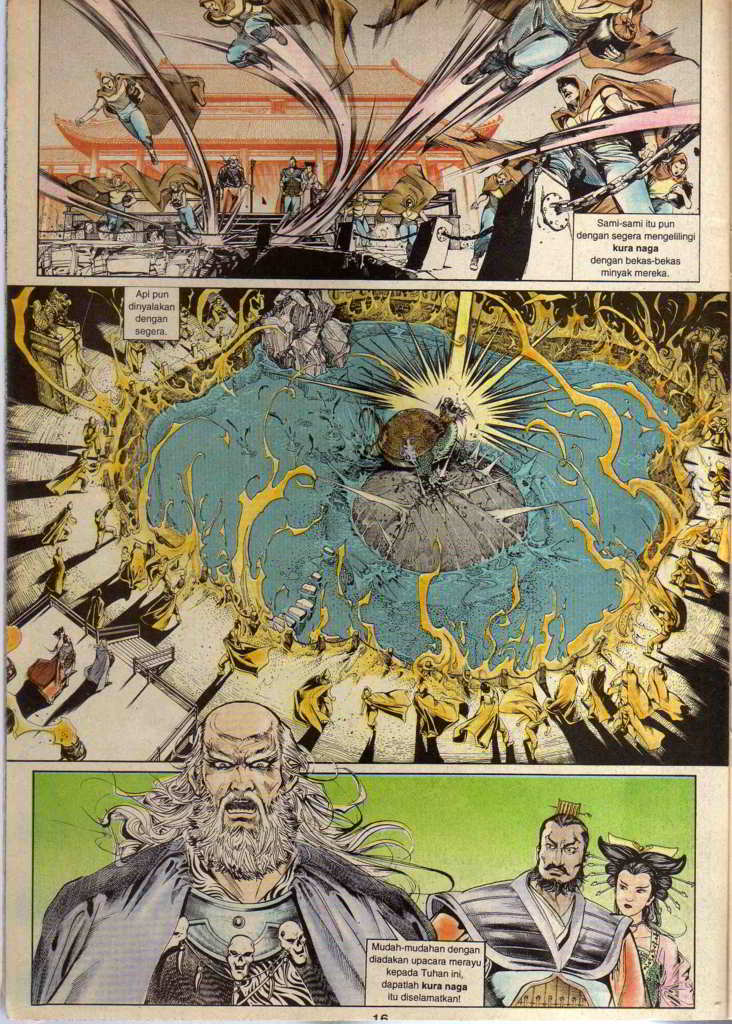 Sami-sami itu pun
dengan segera mengelilingi
kura naga
dengan bekas-bekas
minyak mereka.
Api pun
dinyalakan
dengan
segera.
Mudah-mudahan dengan
diadakan upacara merayu
kepada Tuhan ini,
dapatlah kura naga
itu diselamatkan!
16